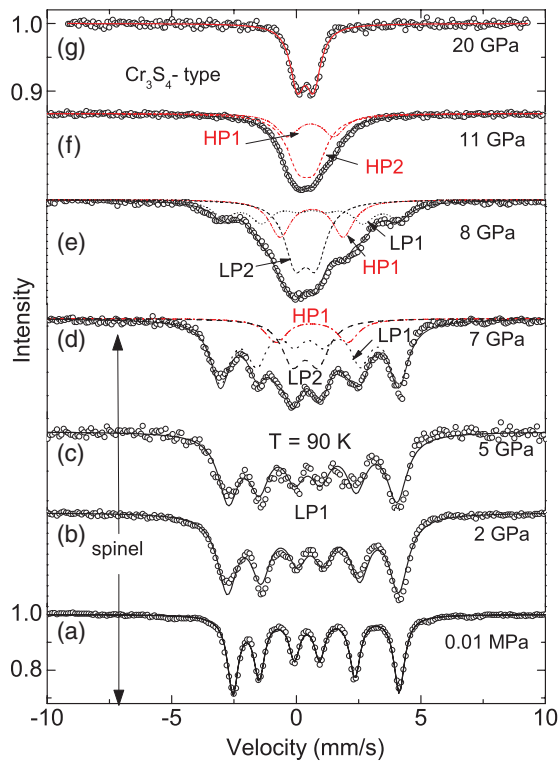 1.0
(g)
20 GPa
Cr3S4- type
0.9
HP1
11 GPa
(f)
HP2
(e)
LP1
8 GPa
LP2
HP1
HP1
(d)
LP1
7 GPa
LP2
T = 90 K
(c)
5 GPa
LP1
(b)
2 GPa
spinel
1.0
(a)
0.01 MPa
0.8
-10 -5 0 5 10
Velocity (mm/s)
Intensity